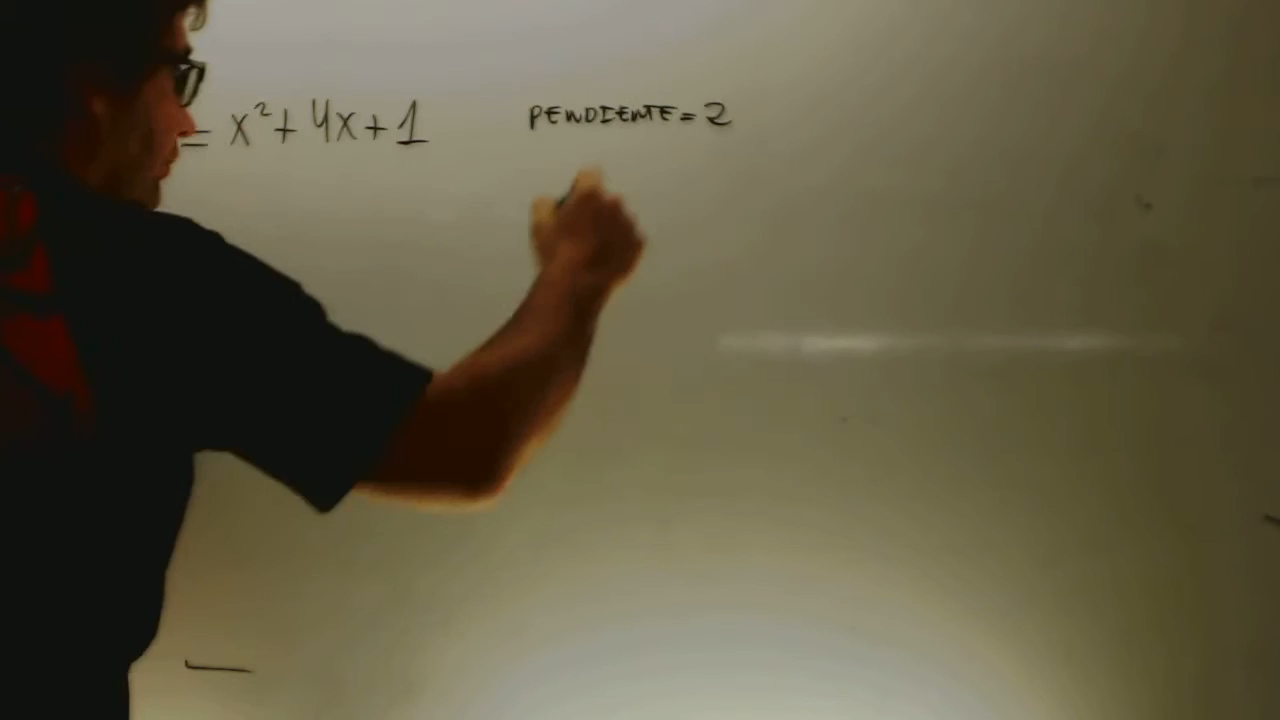 = x² + 4x + 1
PENDIENTE = 2